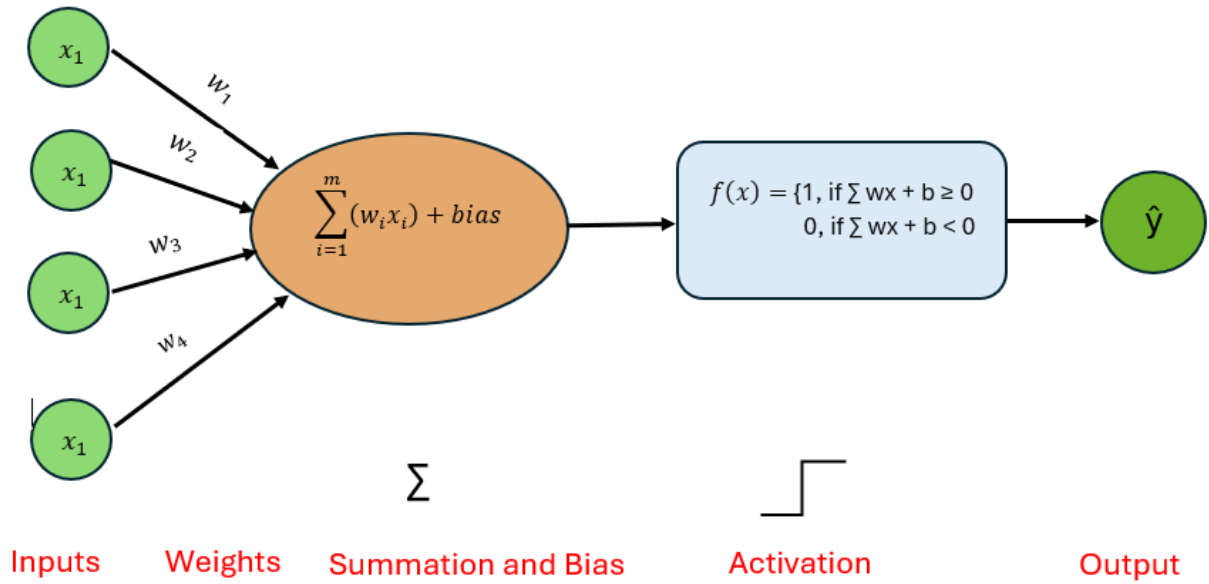 x₁
w₁
x₁
w₂
x₁
w₃
x₁
w₄
m
∑(wᵢxᵢ) + bias
i=1
f(x) = {1, if ∑ wx + b ≥ 0
0, if ∑ wx + b < 0
ŷ
∑
Inputs Weights Summation and Bias Activation Output